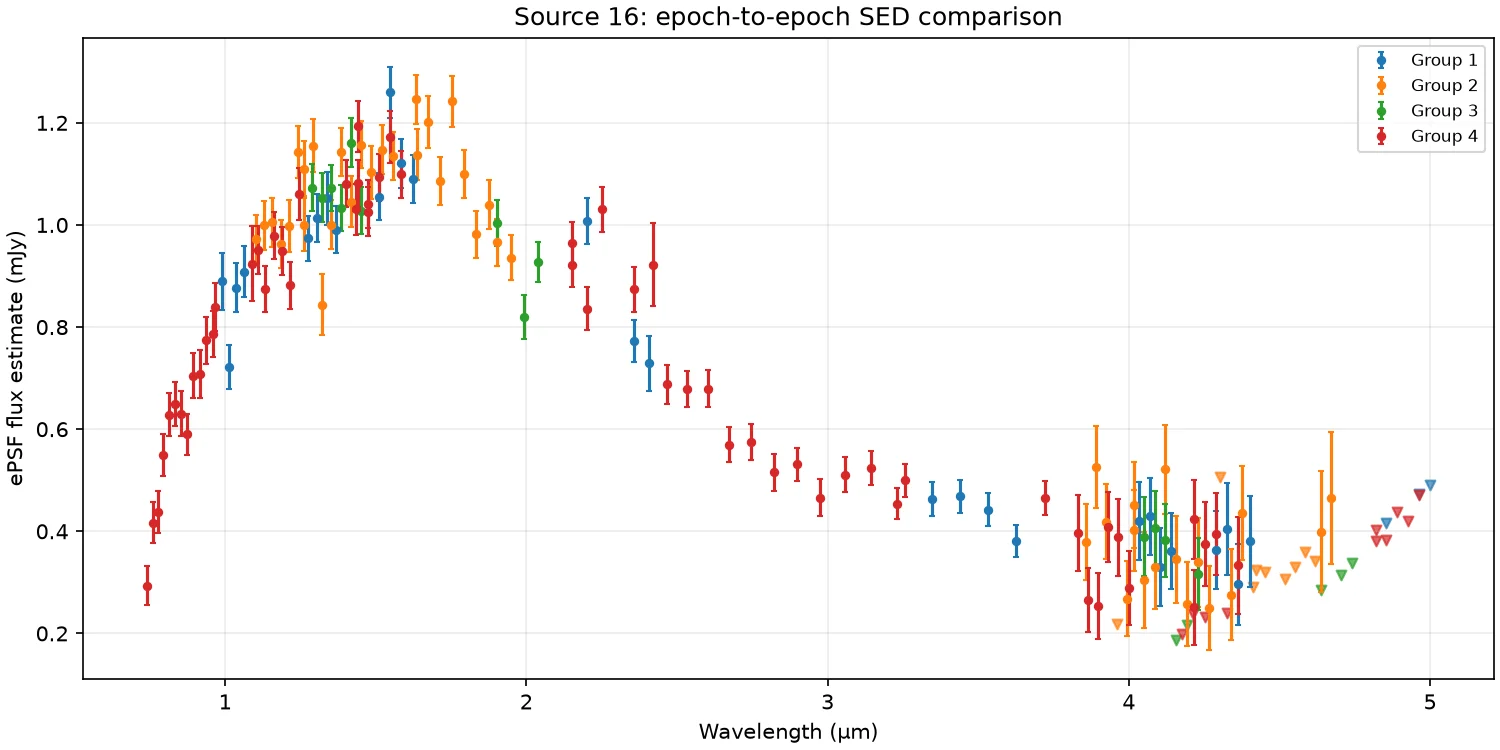 Source 16: epoch-to-epoch SED comparison
ePSF flux estimate (mJy)
1.2
1.0
0.8
0.6
0.4
0.2
Group 1
Group 2
Group 3
Group 4
1 2 3 4 5
Wavelength (μm)